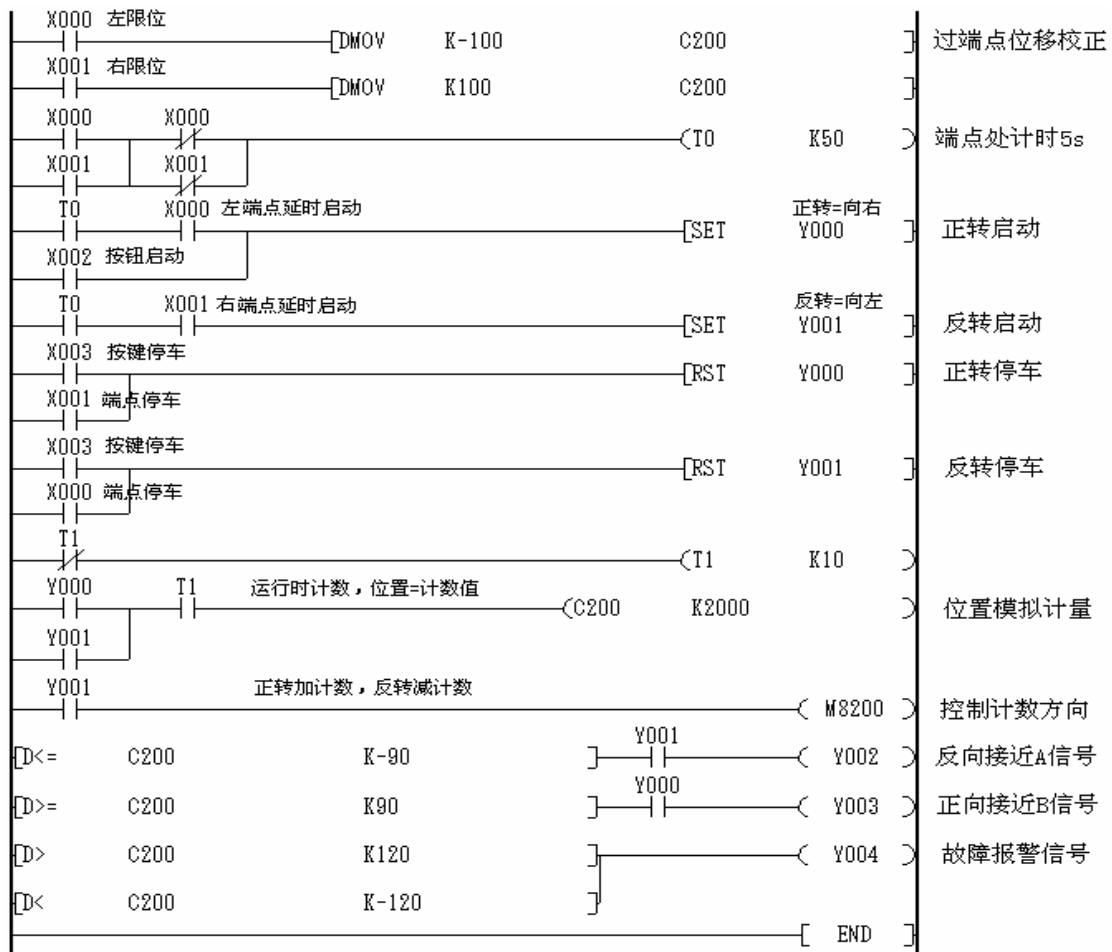 X000 左限位
[DMOV K-100 C200 ] 过端点位移校正
X001 右限位
[DMOV K100 C200 ]
X000 X000
(T0 K50 ) 端点处计时5s
X001 X001
T0 X000 左端点延时启动 正转=向右
[SET Y000 ] 正转启动
X002 按钮启动
T0 X001 右端点延时启动 反转=向左
[SET Y001 ] 反转启动
X003 按键停车
[RST Y000 ] 正转停车
X001 端点停车
X003 按键停车
[RST Y001 ] 反转停车
X000 端点停车
T1
(T1 K10 )
Y000 T1 运行时计数，位置=计数值
(C200 K2000 ) 位置模拟计量
Y001
Y001 正转加计数，反转减计数
( M8200 ) 控制计数方向
Y001
[D<= C200 K-90 ] ( Y002 ) 反向接近A信号
Y000
[D>= C200 K90 ] ( Y003 ) 正向接近B信号
[D> C200 K120 ] ( Y004 ) 故障报警信号
[D< C200 K-120 ]
[ END ]